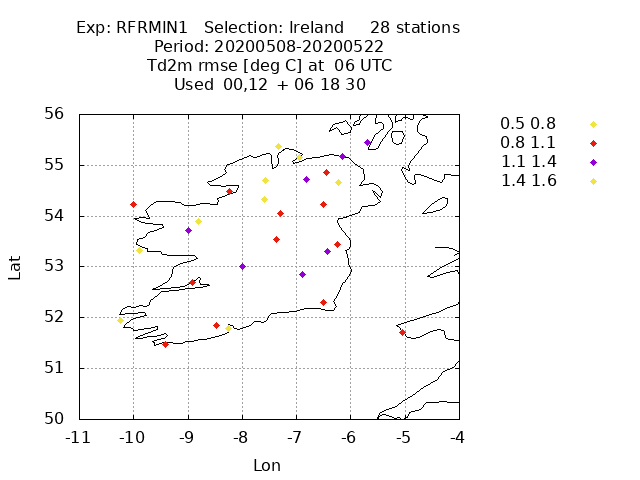 Exp: RFRMIN1 Selection: Ireland 28 stations
Period: 20200508-20200522
Td2m rmse [deg C] at 06 UTC
Used 00,12 + 06 18 30
0.5 0.8
0.8 1.1
1.1 1.4
1.4 1.6
56
55
54
53
52
51
50
Lat
-11 -10 -9 -8 -7 -6 -5 -4
Lon